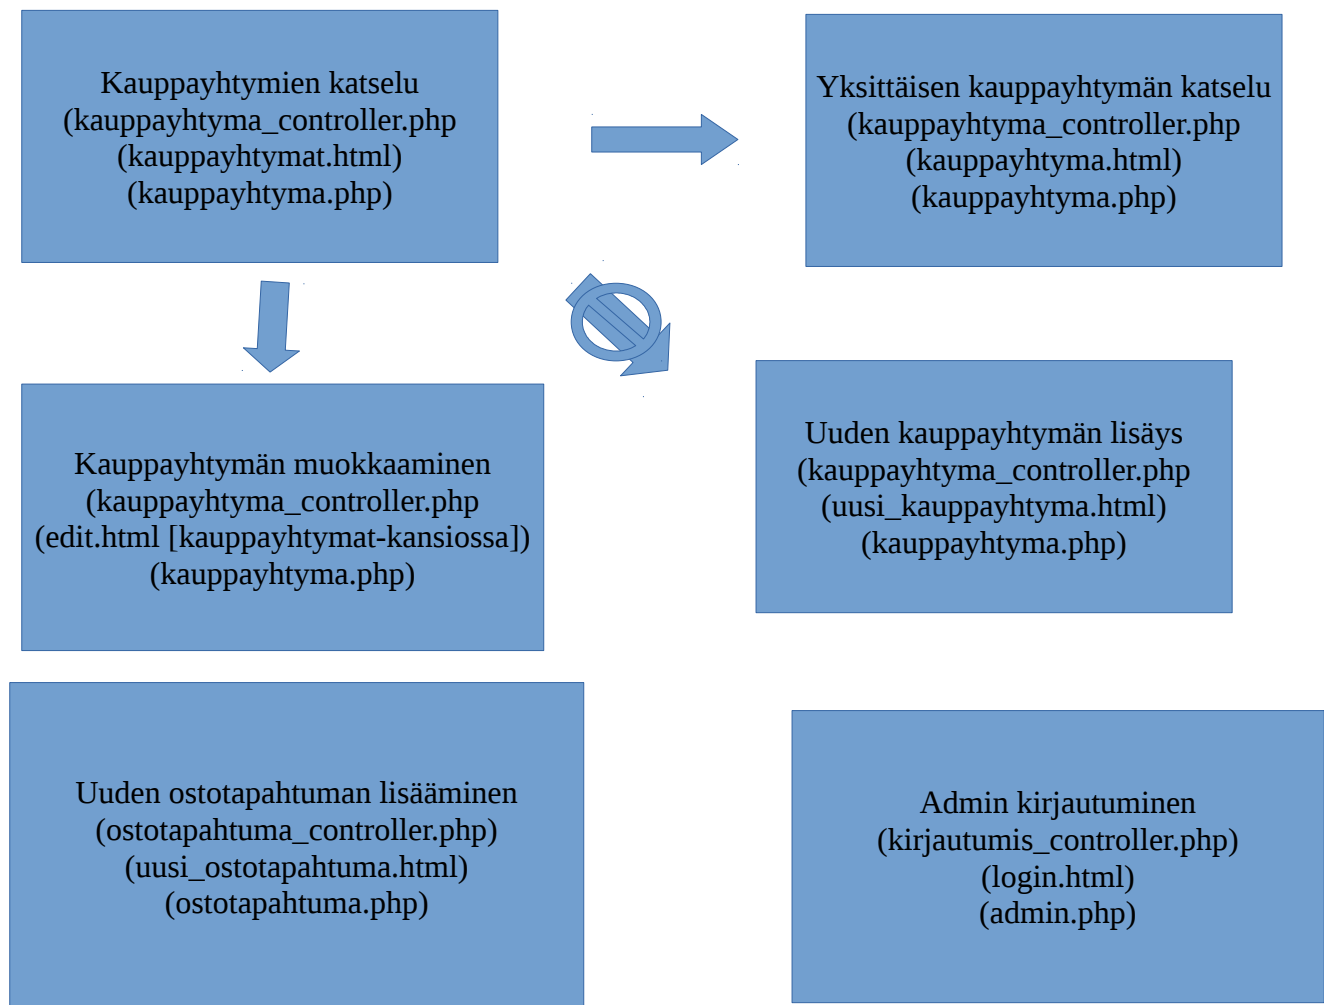 Kauppayhtymien katselu
(kauppayhtyma_controller.php
(kauppayhtymat.html)
(kauppayhtyma.php)
Yksittäisen kauppayhtymän katselu
(kauppayhtyma_controller.php
(kauppayhtyma.html)
(kauppayhtyma.php)
Kauppayhtymän muokkaaminen
(kauppayhtyma_controller.php
(edit.html [kauppayhtymat-kansiossa])
(kauppayhtyma.php)
Uuden kauppayhtymän lisäys
(kauppayhtyma_controller.php
(uusi_kauppayhtyma.html)
(kauppayhtyma.php)
Uuden ostotapahtuman lisääminen
(ostotapahtuma_controller.php)
(uusi_ostotapahtuma.html)
(ostotapahtuma.php)
Admin kirjautuminen
(kirjautumis_controller.php)
(login.html)
(admin.php)